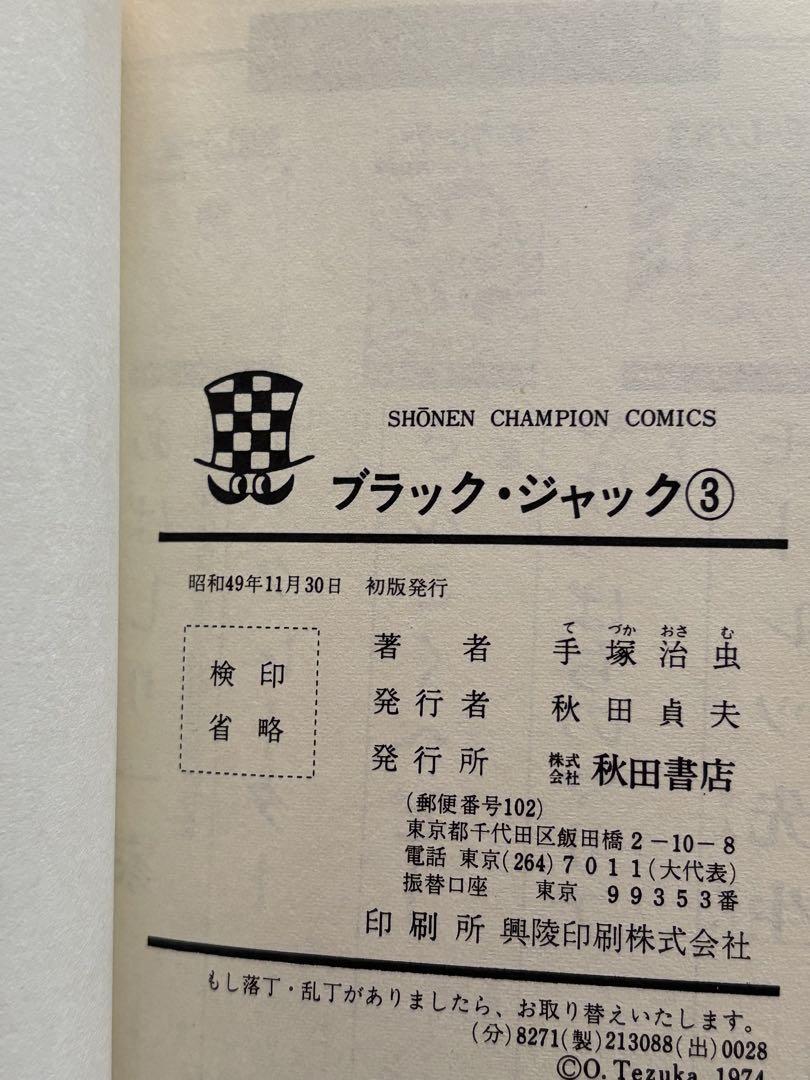 SHŌNEN CHAMPION COMICS
ブラック・ジャック③
昭和49年11月30日 初版発行
検印
省略
著者 手塚治虫
てづかおさむ
発行者 秋田貞夫
発行所 株式会社 秋田書店
(郵便番号102)
東京都千代田区飯田橋2-10-8
電話 東京(264)7011(大代表)
振替口座 東京 99353番
印刷所 興陵印刷株式会社
もし落丁・乱丁がありましたら、お取り替えいたします。
(分)8271(製)213088(出)0028
©O. Tezuka 1974